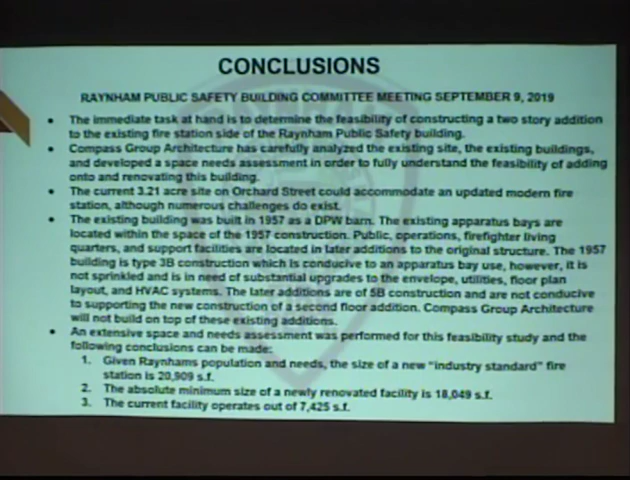 CONCLUSIONS
RAYNHAM PUBLIC SAFETY BUILDING COMMITTEE MEETING SEPTEMBER 9, 2019
• The immediate task at hand is to determine the feasibility of constructing a two story addition
to the existing fire station side of the Raynham Public Safety building.
• Compass Group Architecture has carefully analyzed the existing site, the existing buildings,
and developed a space needs assessment in order to fully understand the feasibility of adding
onto and renovating this building.
• The current 3.21 acre site on Orchard Street could accommodate an updated modern fire
station, although numerous challenges do exist.
• The existing building was built in 1957 as a DPW barn. The existing apparatus bays are
located within the space of the 1957 construction. Public, operations, firefighter living
quarters, and support facilities are located in later additions to the original structure. The 1957
building is type 3B construction which is conducive to an apparatus bay use, however, it is
not sprinkled and is in need of substantial upgrades to the envelope, utilities, floor plan
layout, and HVAC systems. The later additions are of 5B construction and are not conducive
to supporting the new construction of a second floor addition. Compass Group Architecture
will not build on top of these existing additions.
• An extensive space and needs assessment was performed for this feasibility study and the
following conclusions can be made:
1. Given Raynhams population and needs, the size of a new "industry standard" fire
station is 20,909 s.f.
2. The absolute minimum size of a newly renovated facility is 18,049 s.f.
3. The current facility operates out of 7,425 s.f.